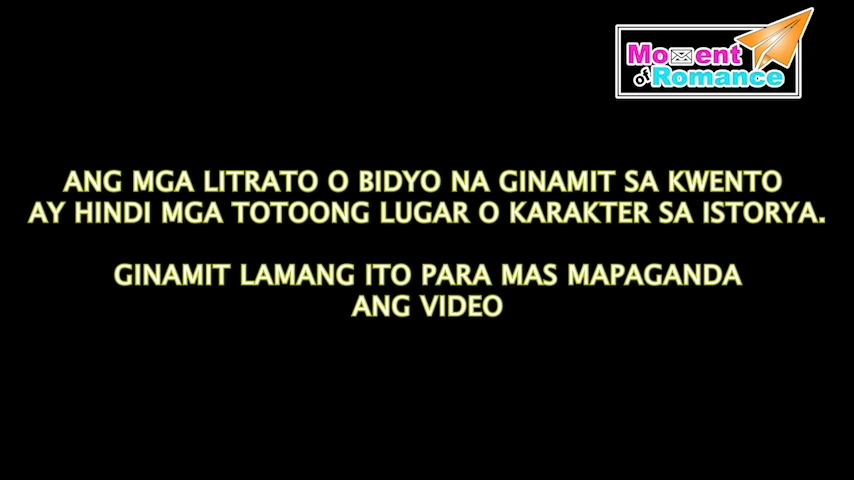 Moment
of Romance
ANG MGA LITRATO O BIDYO NA GINAMIT SA KWENTO
AY HINDI MGA TOTOONG LUGAR O KARAKTER SA ISTORYA.
GINAMIT LAMANG ITO PARA MAS MAPAGANDA
ANG VIDEO